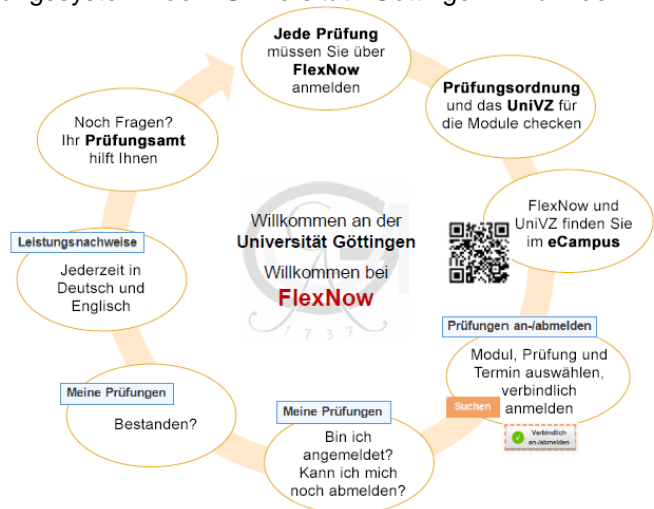 Jede Prüfung
müssen Sie über
FlexNow
anmelden
Prüfungsordnung
und das UniVZ für
die Module checken
FlexNow und
UniVZ finden Sie
im eCampus
Prüfungen an-/abmelden
Modul, Prüfung und
Termin auswählen,
verbindlich
anmelden
Suchen
Verbindlich
an-/abmelden
Meine Prüfungen
Bin ich
angemeldet?
Kann ich mich
noch abmelden?
Meine Prüfungen
Bestanden?
Leistungsnachweise
Jederzeit in
Deutsch und
Englisch
Noch Fragen?
Ihr Prüfungsamt
hilft Ihnen
Willkommen an der
Universität Göttingen
Willkommen bei
FlexNow
1737